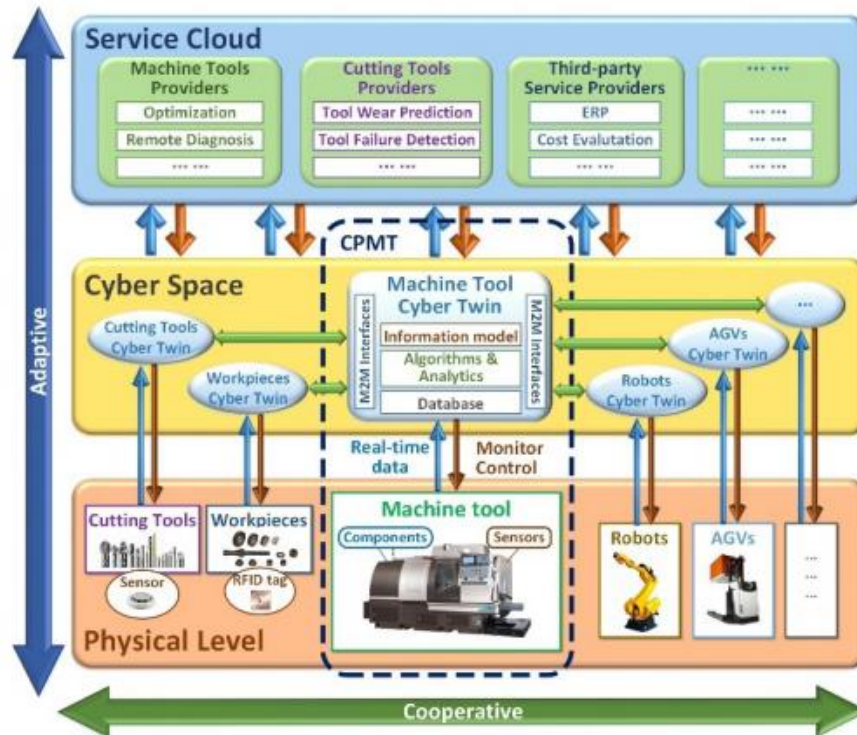 Service Cloud
Machine Tools
Providers
Optimization
Remote Diagnosis
... ...
Cutting Tools
Providers
Tool Wear Prediction
Tool Failure Detection
... ...
Third-party
Service Providers
ERP
Cost Evalutation
... ...
... ...
... ...
... ...
... ...
CPMT
Cyber Space
Machine Tool
Cyber Twin
M2M Interfaces
Information model
Algorithms &
Analytics
Database
M2M Interfaces
Cutting Tools
Cyber Twin
Workpieces
Cyber Twin
...
AGVs
Cyber Twin
Robots
Cyber Twin
Real-time
data
Monitor
Control
Cutting Tools
Sensor
Workpieces
RFID tag
Machine tool
Components
Sensors
Robots
AGVs
...
...
...
Physical Level
Adaptive
Cooperative